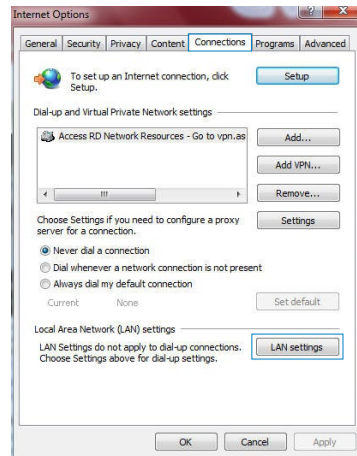 Internet Options
General Security Privacy Content Connections Programs Advanced
To set up an Internet connection, click
Setup.
Setup
Dial-up and Virtual Private Network settings
Access RD Network Resources - Go to vpn.as
Add...
Add VPN...
Remove...
Choose Settings if you need to configure a proxy
server for a connection.
Settings
Never dial a connection
Dial whenever a network connection is not present
Always dial my default connection
Current None
Set default
Local Area Network (LAN) settings
LAN Settings do not apply to dial-up connections.
Choose Settings above for dial-up settings.
LAN settings
OK Cancel Apply